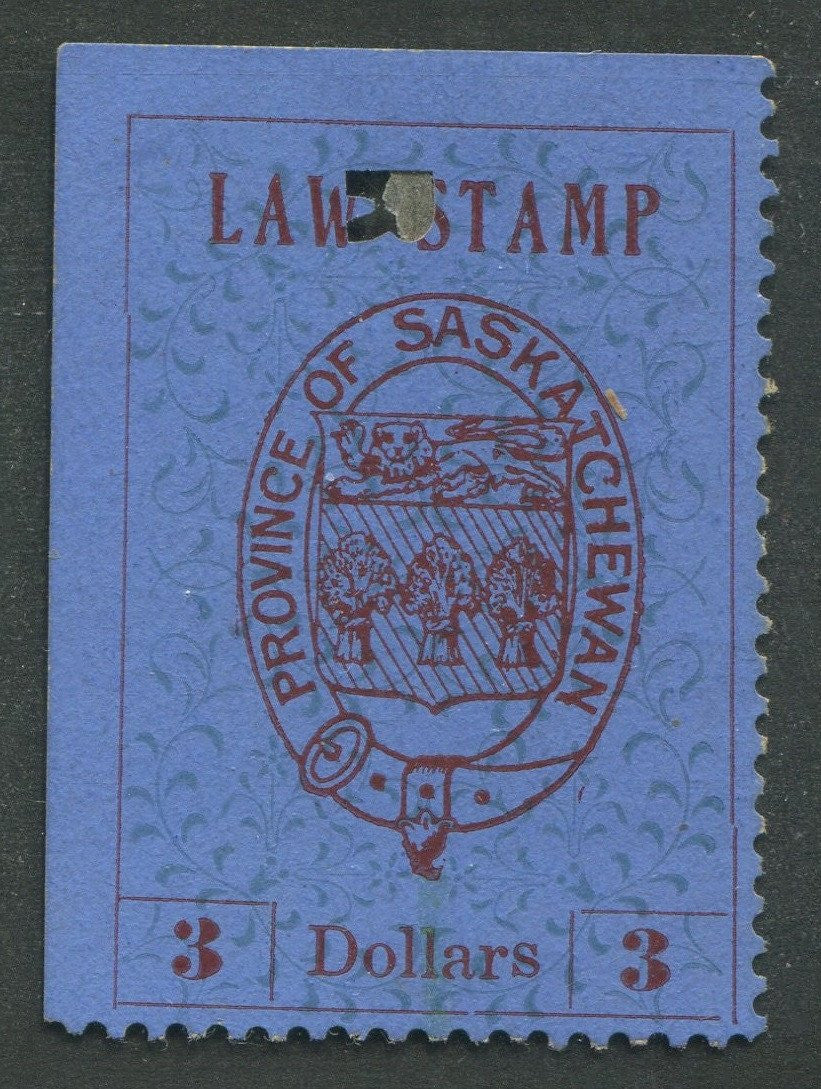 LAW STAMP
PROVINCE OF SASKATCHEWAN
3 Dollars 3